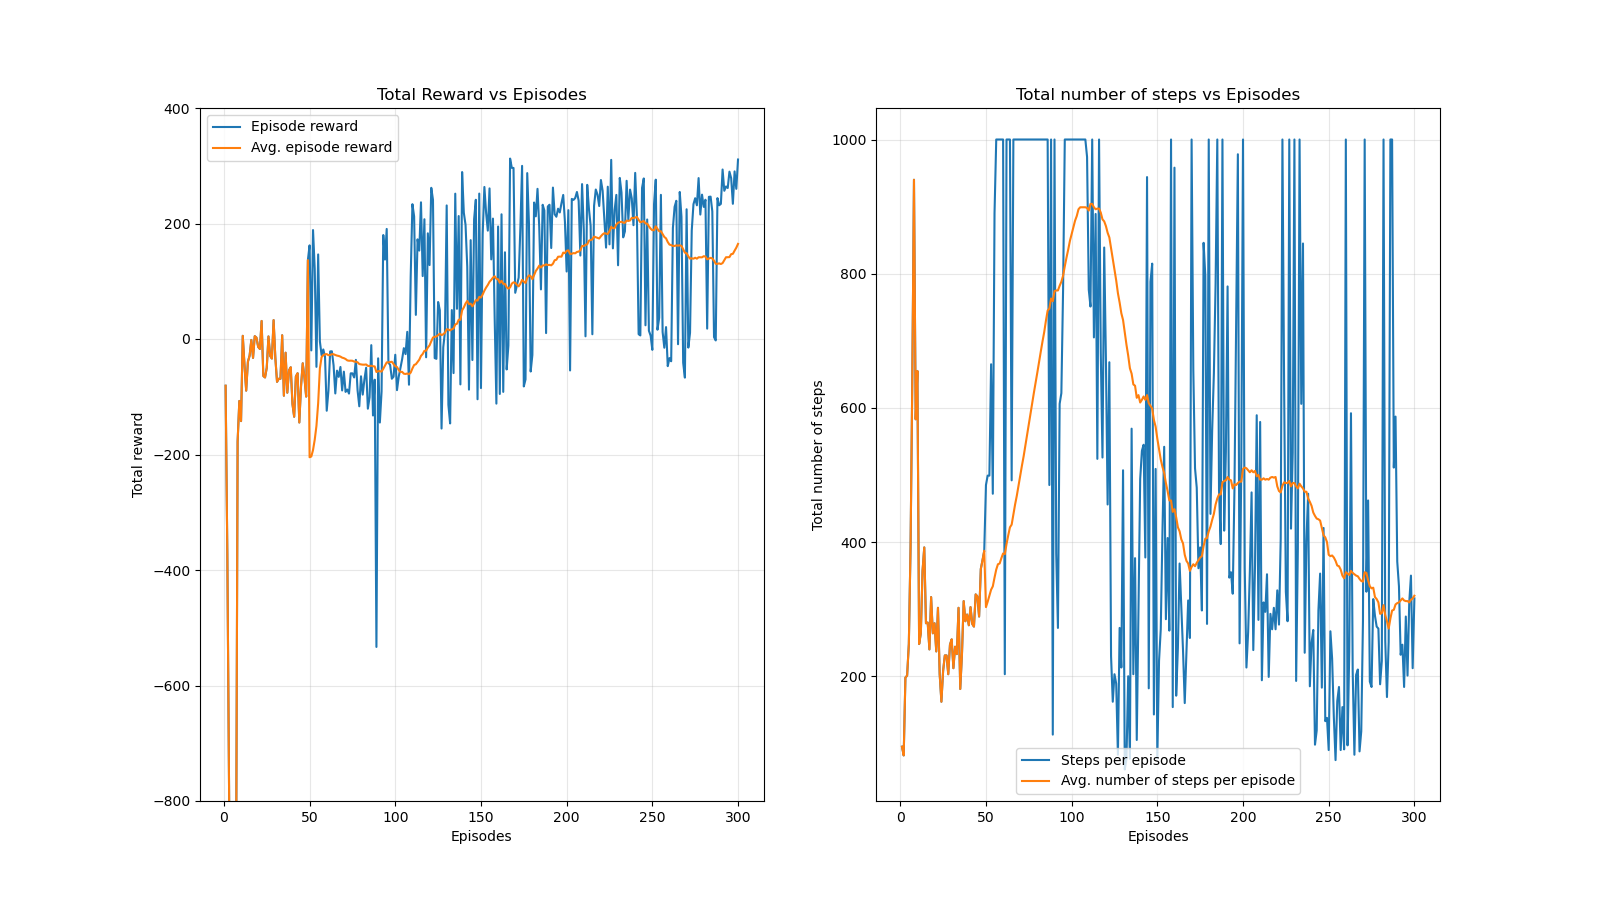 Total Reward vs Episodes
Episode reward
Avg. episode reward
400
200
0
−200
−400
−600
−800
Total reward
0 50 100 150 200 250 300
Episodes
Total number of steps vs Episodes
1000
800
600
400
200
Total number of steps
Steps per episode
Avg. number of steps per episode
0 50 100 150 200 250 300
Episodes